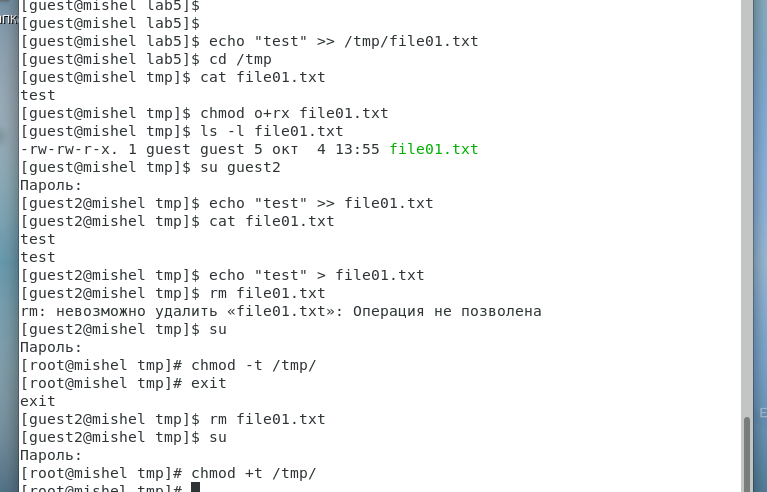 [guest@mishel lab5]$
[guest@mishel lab5]$
[guest@mishel lab5]$ echo "test" >> /tmp/file01.txt
[guest@mishel lab5]$ cd /tmp
[guest@mishel tmp]$ cat file01.txt
test
[guest@mishel tmp]$ chmod o+rx file01.txt
[guest@mishel tmp]$ ls -l file01.txt
-rw-rw-r-x. 1 guest guest 5 окт  4 13:55 file01.txt
[guest@mishel tmp]$ su guest2
Пароль:
[guest2@mishel tmp]$ echo "test" >> file01.txt
[guest2@mishel tmp]$ cat file01.txt
test
test
[guest2@mishel tmp]$ echo "test" > file01.txt
[guest2@mishel tmp]$ rm file01.txt
rm: невозможно удалить «file01.txt»: Операция не позволена
[guest2@mishel tmp]$ su
Пароль:
[root@mishel tmp]# chmod -t /tmp/
[root@mishel tmp]# exit
exit
[guest2@mishel tmp]$ rm file01.txt
[guest2@mishel tmp]$ su
Пароль:
[root@mishel tmp]# chmod +t /tmp/
[root@mishel tmp]#